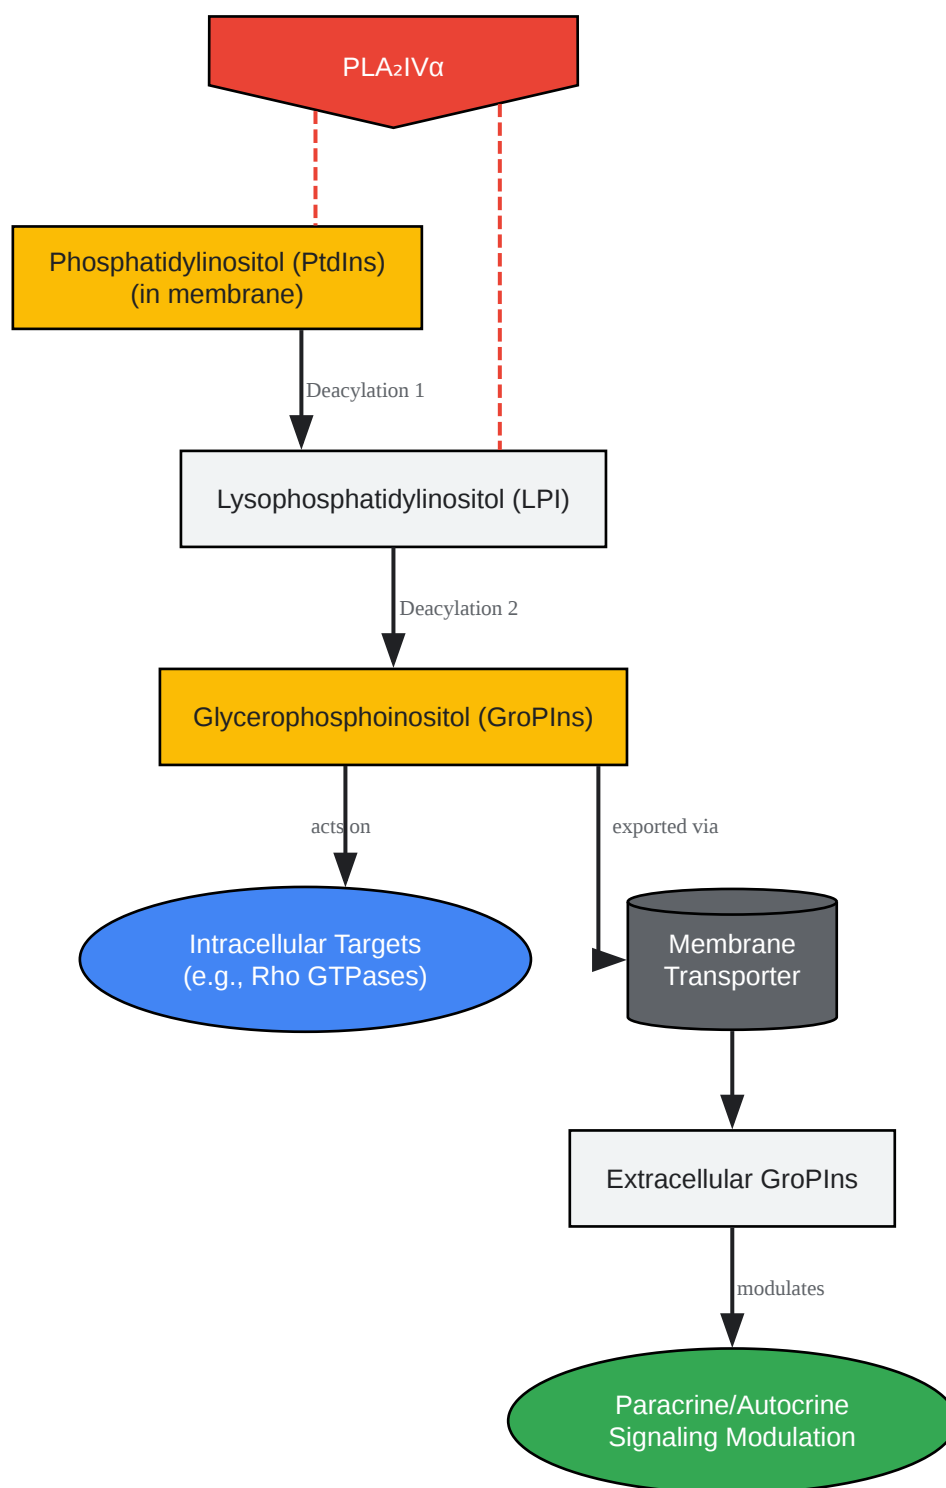 PLA₂IVα
Phosphatidylinositol (PtdIns)
(in membrane)
Deacylation 1
Lysophosphatidylinositol (LPI)
Deacylation 2
Glycerophosphoinositol (GroPIns)
acts on
exported via
Intracellular Targets
(e.g., Rho GTPases)
Membrane
Transporter
Extracellular GroPIns
modulates
Paracrine/Autocrine
Signaling Modulation